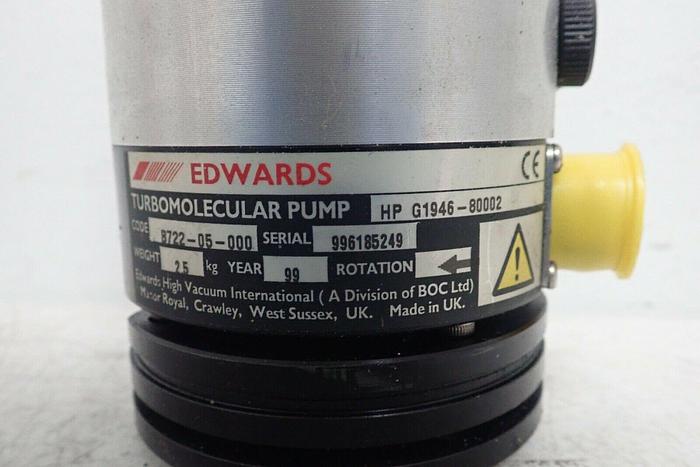 EDWARDS CE
TURBOMOLECULAR PUMP HP G1946-80002
CODE B722-05-000 SERIAL 996185249
WEIGHT 2.5 kg YEAR 99 ROTATION
Edwards High Vacuum International ( A Division of BOC Ltd)
Manor Royal, Crawley, West Sussex, UK. Made in UK.